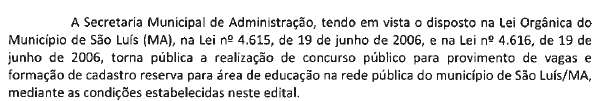 A Secretaria Municipal de Administração, tendo em vista o disposto na Lei Orgânica do
Município de São Luís (MA), na Lei nº 4.615, de 19 de junho de 2006, e na Lei nº 4.616, de 19 de
junho de 2006, torna pública a realização de concurso público para provimento de vagas e
formação de cadastro reserva para área de educação na rede pública do município de São Luís/MA,
mediante as condições estabelecidas neste edital.